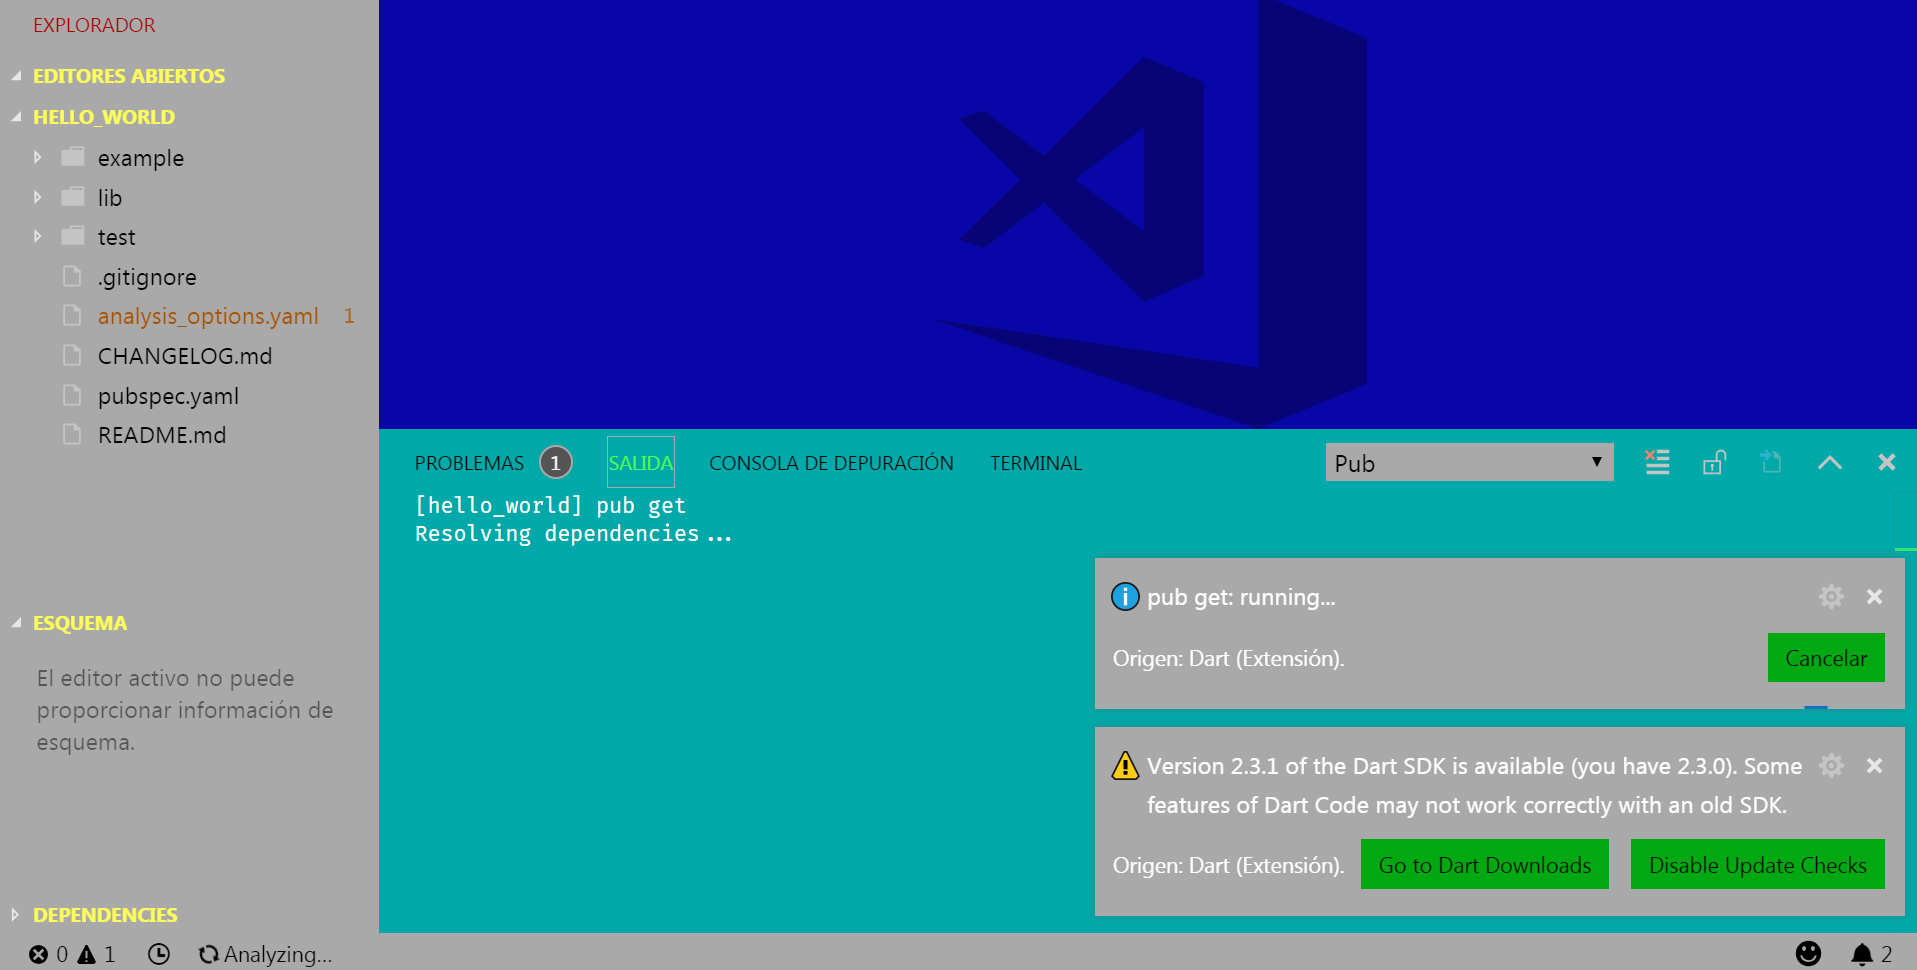 EXPLORADOR
EDITORES ABIERTOS
HELLO_WORLD
example
lib
test
.gitignore
analysis_options.yaml 1
CHANGELOG.md
pubspec.yaml
README.md
ESQUEMA
El editor activo no puede
proporcionar información de
esquema.
DEPENDENCIES
PROBLEMAS 1 SALIDA CONSOLA DE DEPURACIÓN TERMINAL Pub
[hello_world] pub get
Resolving dependencies...
pub get: running...
Origen: Dart (Extensión). Cancelar
Version 2.3.1 of the Dart SDK is available (you have 2.3.0). Some
features of Dart Code may not work correctly with an old SDK.
Origen: Dart (Extensión). Go to Dart Downloads Disable Update Checks
0 1 Analyzing... 2